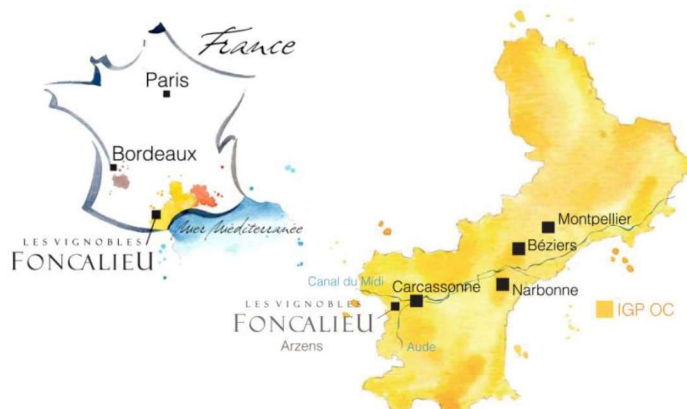 France
Paris
Bordeaux
Mer Méditerranée
LES VIGNOBLES
FONCALIEU
Montpellier
Béziers
Canal du Midi
Carcassonne
Narbonne
LES VIGNOBLES
FONCALIEU
Arzens
IGP OC
Aude